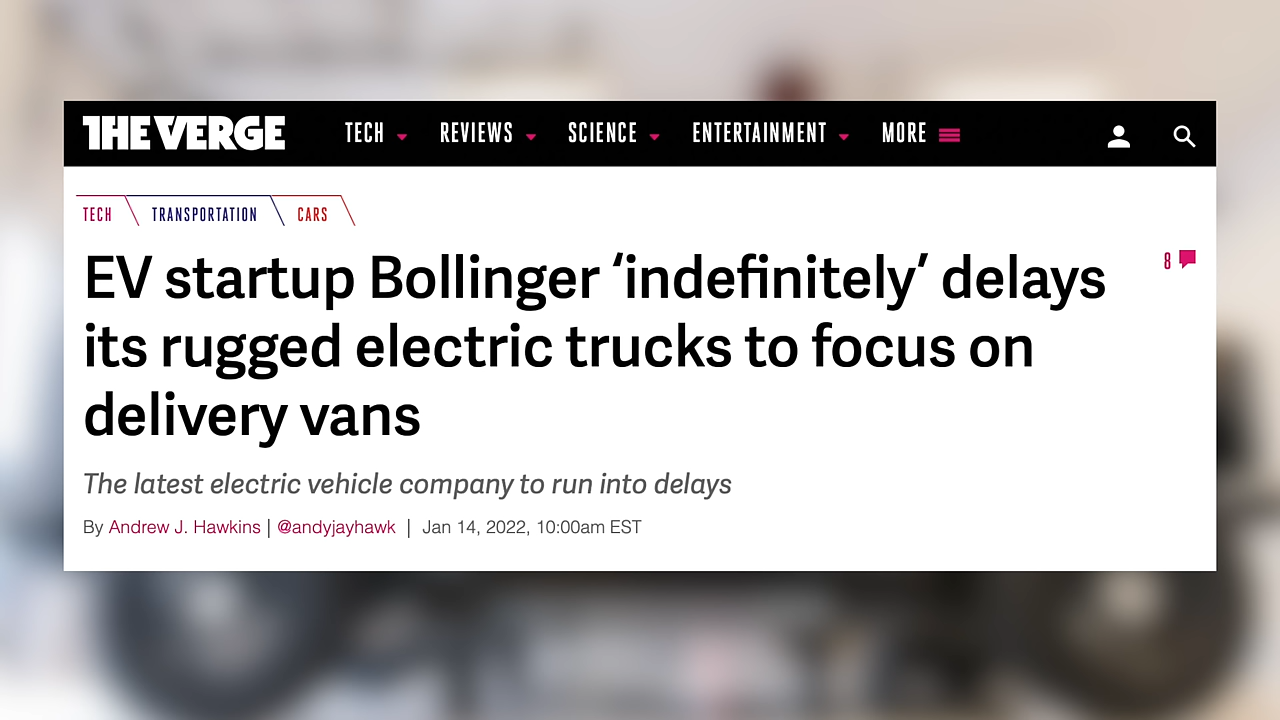 THE VERGE TECH REVIEWS SCIENCE ENTERTAINMENT MORE
TECH TRANSPORTATION CARS
EV startup Bollinger ‘indefinitely’ delays
8
its rugged electric trucks to focus on
delivery vans
The latest electric vehicle company to run into delays
By Andrew J. Hawkins | @andyjayhawk | Jan 14, 2022, 10:00am EST